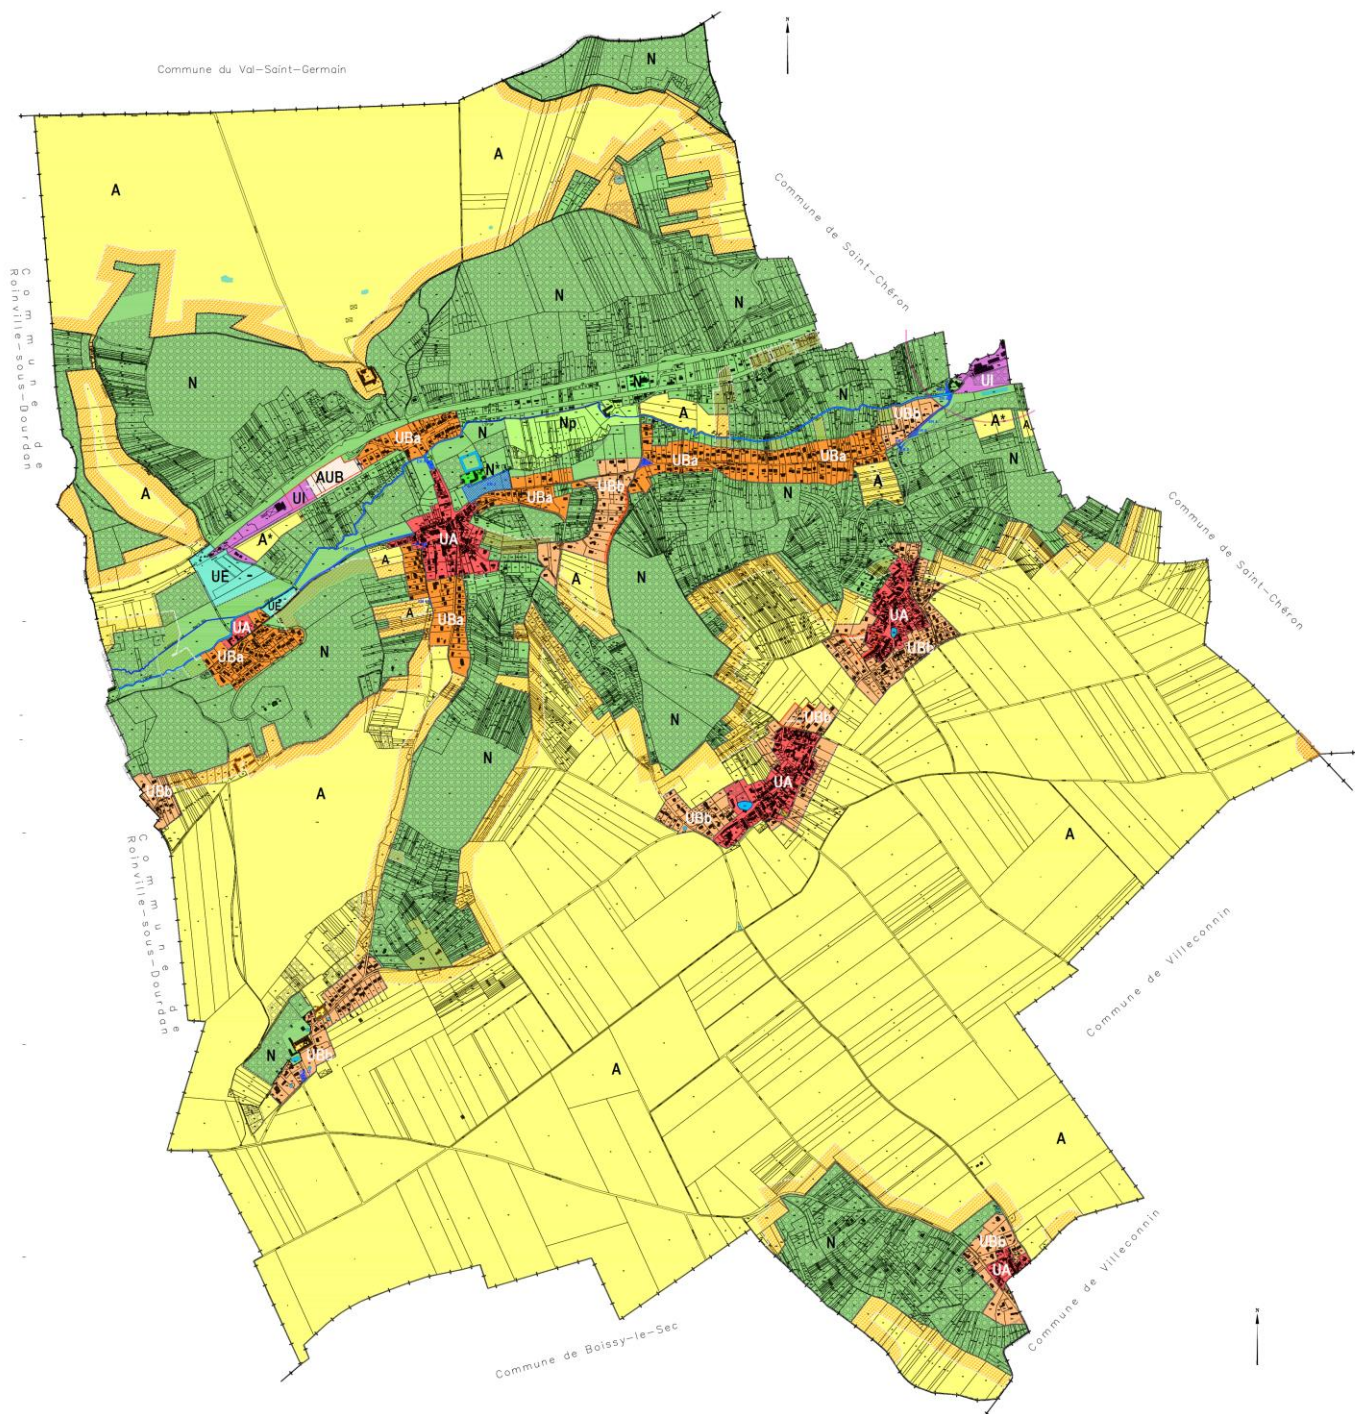 N
N
Commune du Val-Saint-Germain
A
A
Commune de Saint-Chéron
Commune de
Roinville-sous-Dourdan
N
N
N
N
N
UI
A
UBb
A*
A
UBa
N
Np
N
AUB
N*
UBa
UBa
A
N
UI
UBa
UBb
N
A
A*
UA
Commune de Saint-Chéron
A
UE
A
N
UE
A
UA
UBa
UA
UBb
UBa
N
N
UBb
N
UBb
A
UA
UBb
A
Commune de
Roinville-sous-Dourdan
Commune de Villeconnin
N
UBb
A
A
N
UBb
UA
Commune de Villeconnin
N
Commune de Boissy-le-Sec